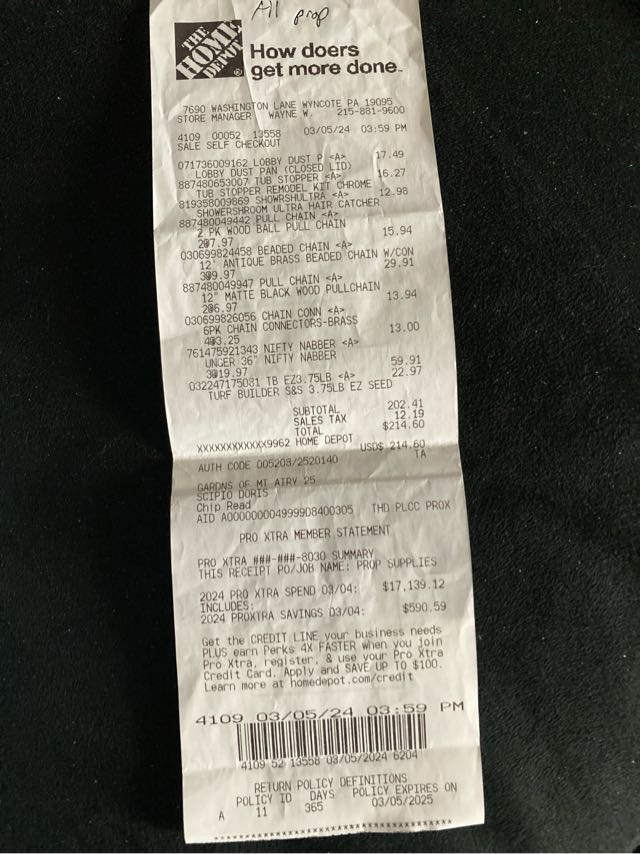 All prop
THE HOME DEPOT
How doers
get more done.
7690 WASHINGTON LANE WYNCOTE PA 19095
STORE MANAGER WAYNE W. 215-881-9600
4109 00052 13558 03/05/24 03:59 PM
SALE SELF CHECKOUT
071736009162 LOBBY DUST P <A> 17.49
LOBBY DUST PAN (CLOSED LID)
887480653007 TUB STOPPER <A> 16.27
TUB STOPPER REMODEL KIT CHROME
819358009869 SHOWRSHULTRA <A> 12.98
SHOWERSHROOM ULTRA HAIR CATCHER
887480049442 PULL CHAIN <A>
2 PK WOOD BALL PULL CHAIN
2@7.97 15.94
030699824458 BEADED CHAIN <A>
12' ANTIQUE BRASS BEADED CHAIN W/CON
3@9.97 29.91
887480049947 PULL CHAIN <A>
12" MATTE BLACK WOOD PULLCHAIN
2@6.97 13.94
030699826056 CHAIN CONN <A>
6PK CHAIN CONNECTORS-BRASS
4@3.25 13.00
761475921343 NIFTY NABBER <A>
UNGER 36" NIFTY NABBER
3@19.97 59.91
032247175081 TB EZ3.75LB <A> 22.97
TURF BUILDER S&S 3.75LB EZ SEED
SUBTOTAL 202.41
SALES TAX 12.19
TOTAL $214.60
XXXXXXXXXXXX9962 HOME DEPOT
USD$ 214.60
AUTH CODE 005208/2520140 TA
GARDNS OF MT AIRY 25
SCIPIO DORIS
Chip Read
AID A0000000049999D8400305 THD PLCC PROX
PRO XTRA MEMBER STATEMENT
PRO XTRA ###-###-8030 SUMMARY
THIS RECEIPT PO/JOB NAME: PROP SUPPLIES
2024 PRO XTRA SPEND 03/04: $17,139.12
INCLUDES:
2024 PROXTRA SAVINGS 03/04: $590.59
Get the CREDIT LINE your business needs
PLUS earn Perks 4X FASTER when you join
Pro Xtra, register, & use your Pro Xtra
Credit Card. Apply and SAVE UP TO $100.
Learn more at homedepot.com/credit
4109 03/05/24 03:59 PM
4109 52 13558 03/05/2024 6204
RETURN POLICY DEFINITIONS
POLICY ID DAYS POLICY EXPIRES ON
A 11 365 03/05/2025